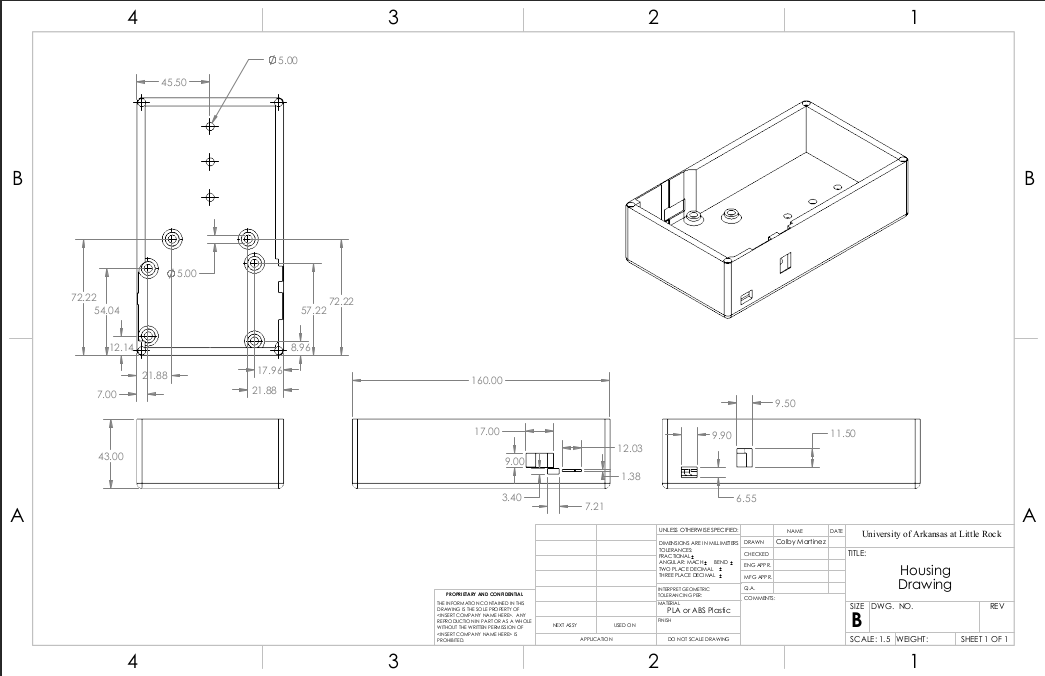 4 3 2 1
B B
A A
Ø5.00
45.50
Ø5.00
72.22
54.04
12.14
72.22
57.22
8.96
17.96
21.88
21.88
7.00
43.00
160.00
17.00
9.00
12.03
1.38
3.40
7.21
9.50
9.90
11.50
6.55
PROPRIETARY AND CONFIDENTIAL
THE INFORMATION CONTAINED IN THIS
DRAWING IS THE SOLE PROPERTY OF
<INSERT COMPANY NAME HERE>. ANY
REPRODUCTION IN PART OR AS A WHOLE
WITHOUT THE WRITTEN PERMISSION OF
<INSERT COMPANY NAME HERE> IS
PROHIBITED.
NEXT ASSY USED ON
APPLICATION
UNLESS OTHERWISE SPECIFIED:
DIMENSIONS ARE IN MILLIMETERS
TOLERANCES:
FRACTIONAL ±
ANGULAR: MACH ± BEND ±
TWO PLACE DECIMAL ±
THREE PLACE DECIMAL ±
INTERPRET GEOMETRIC
TOLERANCING PER:
MATERIAL
PLA or ABS Plastic
FINISH
DO NOT SCALE DRAWING
NAME DATE
DRAWN Colby Martinez
CHECKED
ENG APPR.
MFG APPR.
Q.A.
COMMENTS:
University of Arkansas at Little Rock
TITLE:
Housing
Drawing
SIZE DWG. NO. REV
B
SCALE: 1.5 WEIGHT: SHEET 1 OF 1
4 3 2 1